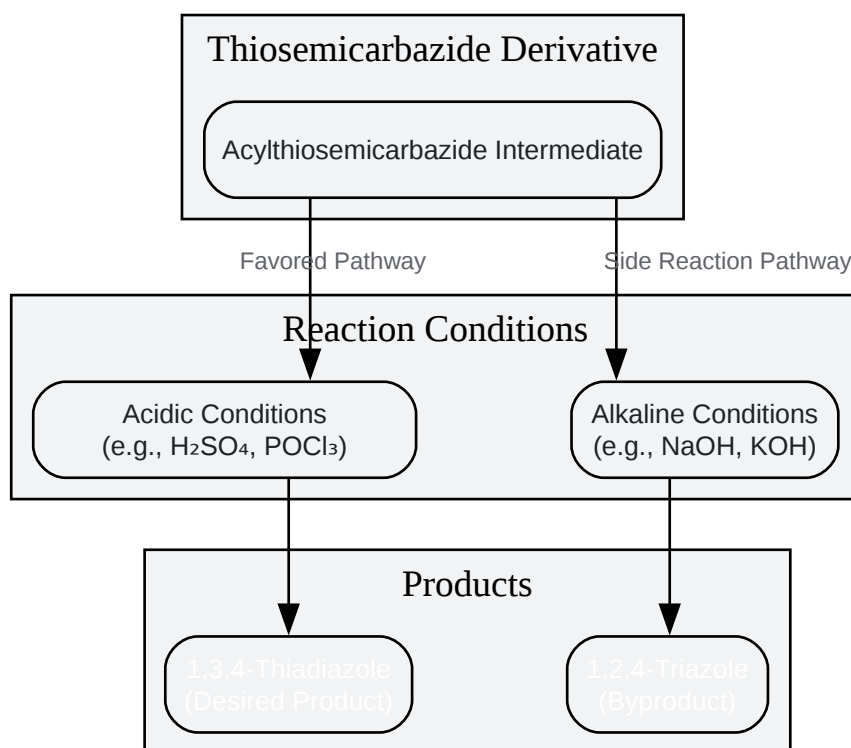 Thiosemicarbazide Derivative
Acylthiosemicarbazide Intermediate
Favored Pathway
Side Reaction Pathway
Reaction Conditions
Acidic Conditions
(e.g., H₂SO₄, POCl₃)
Alkaline Conditions
(e.g., NaOH, KOH)
Products
1,3,4-Thiadiazole
(Desired Product)
1,2,4-Triazole
(Byproduct)